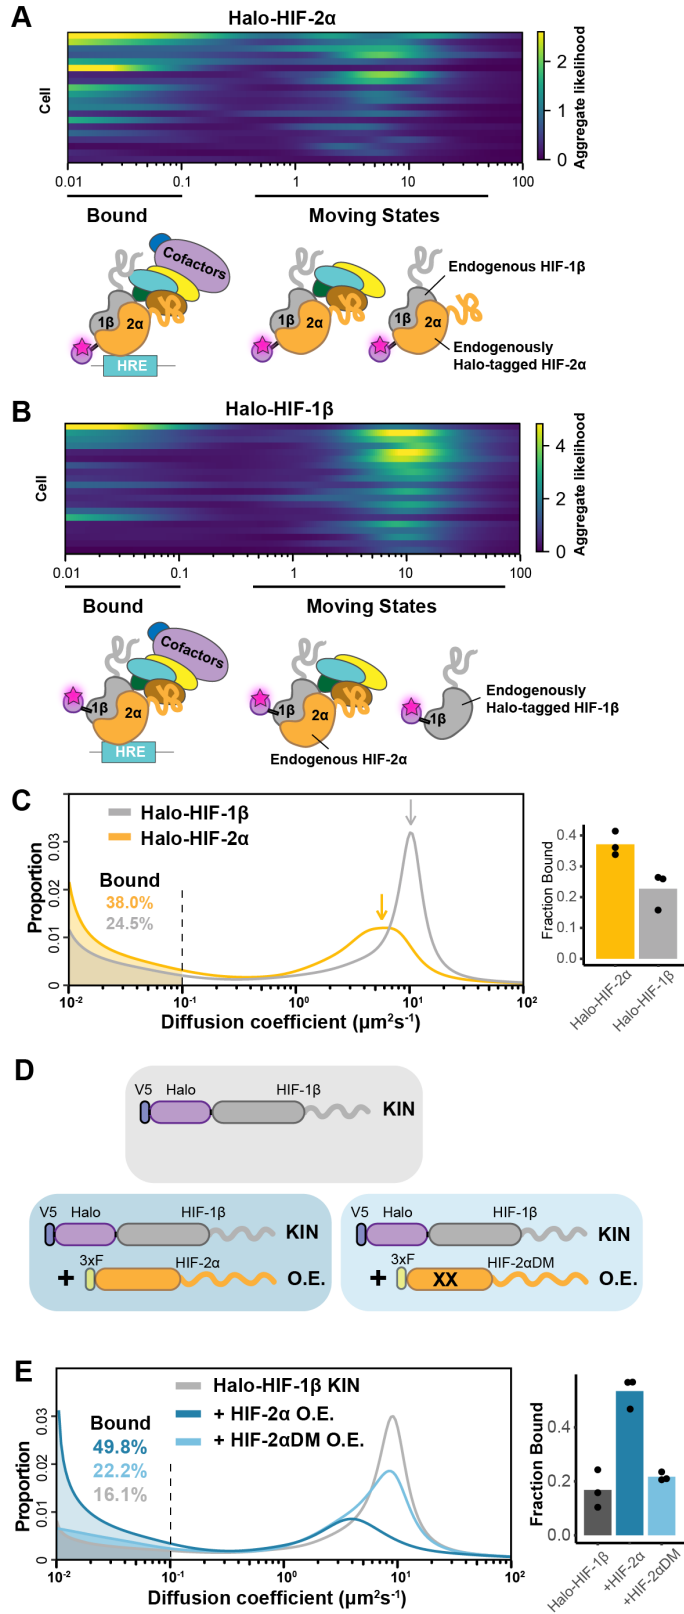 A
Halo-HIF-2α
Cell
2
1
0
Aggregate likelihood
0.01
0.1
1
10
100
Bound
Moving States
Cofactors
1β
2α
HRE
1β
2α
1β
2α
Endogenous HIF-1β
Endogenously
Halo-tagged HIF-2α
B
Halo-HIF-1β
Cell
4
2
0
Aggregate likelihood
0.01
0.1
1
10
100
Bound
Moving States
Cofactors
1β
2α
HRE
1β
2α
1β
Endogenously
Halo-tagged HIF-1β
Endogenous HIF-2α
C
Halo-HIF-1β
Halo-HIF-2α
Bound
38.0%
24.5%
Proportion
0.03
0.02
0.01
0
10-2
10-1
100
101
102
Diffusion coefficient (µm2s-1)
Fraction Bound
0.4
0.3
0.2
0.1
0.0
Halo-HIF-2α
Halo-HIF-1β
D
V5 Halo HIF-1β
KIN
V5 Halo HIF-1β
KIN
+ 3xF HIF-2α
O.E.
V5 Halo HIF-1β
KIN
+ 3xF HIF-2αDM
XX
O.E.
E
Halo-HIF-1β KIN
+ HIF-2α O.E.
+ HIF-2αDM O.E.
Bound
49.8%
22.2%
16.1%
Proportion
0.03
0.02
0.01
0
10-2
10-1
100
101
102
Diffusion coefficient (µm2s-1)
Fraction Bound
0.4
0.2
0.0
Halo-HIF-1β
+HIF-2α
+HIF-2αDM